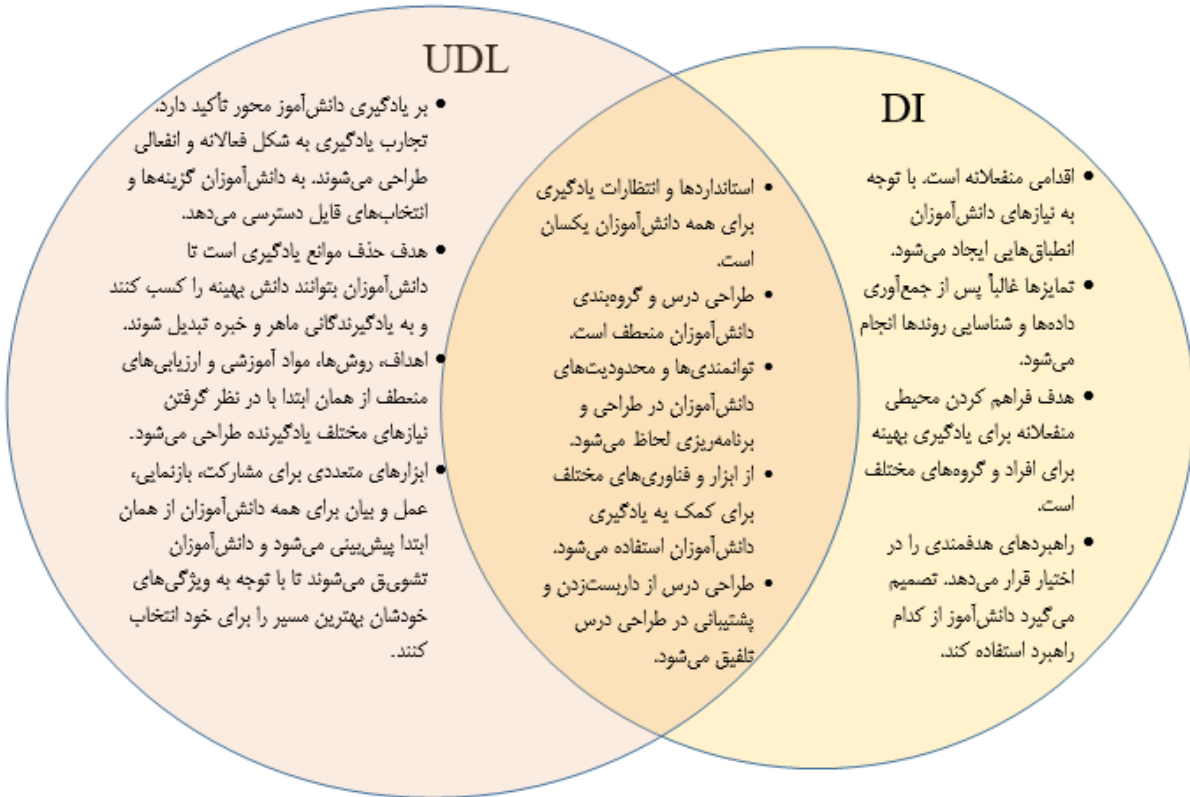 UDL
• بر یادگیری دانش‌آموز محور تأکید دارد.
تجارب یادگیری به شکل فعالانه و انفعالی
طراحی می‌شوند. به دانش‌آموزان گزینه‌ها و
انتخاب‌های قابل دسترسی می‌دهد.
• هدف حذف موانع یادگیری است تا
دانش‌آموزان بتوانند دانش بهینه را کسب کنند
و به یادگیرندگانی ماهر و خبره تبدیل شوند.
• اهداف، روش‌ها، مواد آموزشی و ارزیابی‌های
منعطف از همان ابتدا با در نظر گرفتن
نیازهای مختلف یادگیرنده طراحی می‌شود.
• ابزارهای متعددی برای مشارکت، بازنمایی،
عمل و بیان برای همه دانش‌آموزان از همان
ابتدا پیش‌بینی می‌شود و دانش‌آموزان
تشویق می‌شوند تا با توجه به ویژگی‌های
خودشان بهترین مسیر را برای خود انتخاب
کنند.
• استانداردها و انتظارات یادگیری
برای همه دانش‌آموزان یکسان
است.
• طراحی درس و گروه‌بندی
دانش‌آموزان منعطف است.
• توانمندی‌ها و محدودیت‌های
دانش‌آموزان در طراحی و
برنامه‌ریزی لحاظ می‌شود.
• از ابزار و فناوری‌های مختلف
برای کمک به یادگیری
دانش‌آموزان استفاده می‌شود.
• طراحی درس از داربست‌زدن و
پشتیبانی در طراحی درس
تلفیق می‌شود.
DI
• اقدامی منفعلانه است. با توجه
به نیازهای دانش‌آموزان
انطباق‌هایی ایجاد می‌شود.
• تمایزها غالباً پس از جمع‌آوری
داده‌ها و شناسایی روندها انجام
می‌شود.
• هدف فراهم کردن محیطی
منفعلانه برای یادگیری بهینه
برای افراد و گروه‌های مختلف
است.
• راهبردهای هدفمندی را در
اختیار قرار می‌دهد. تصمیم
می‌گیرد دانش‌آموز از کدام
راهبرد استفاده کند.